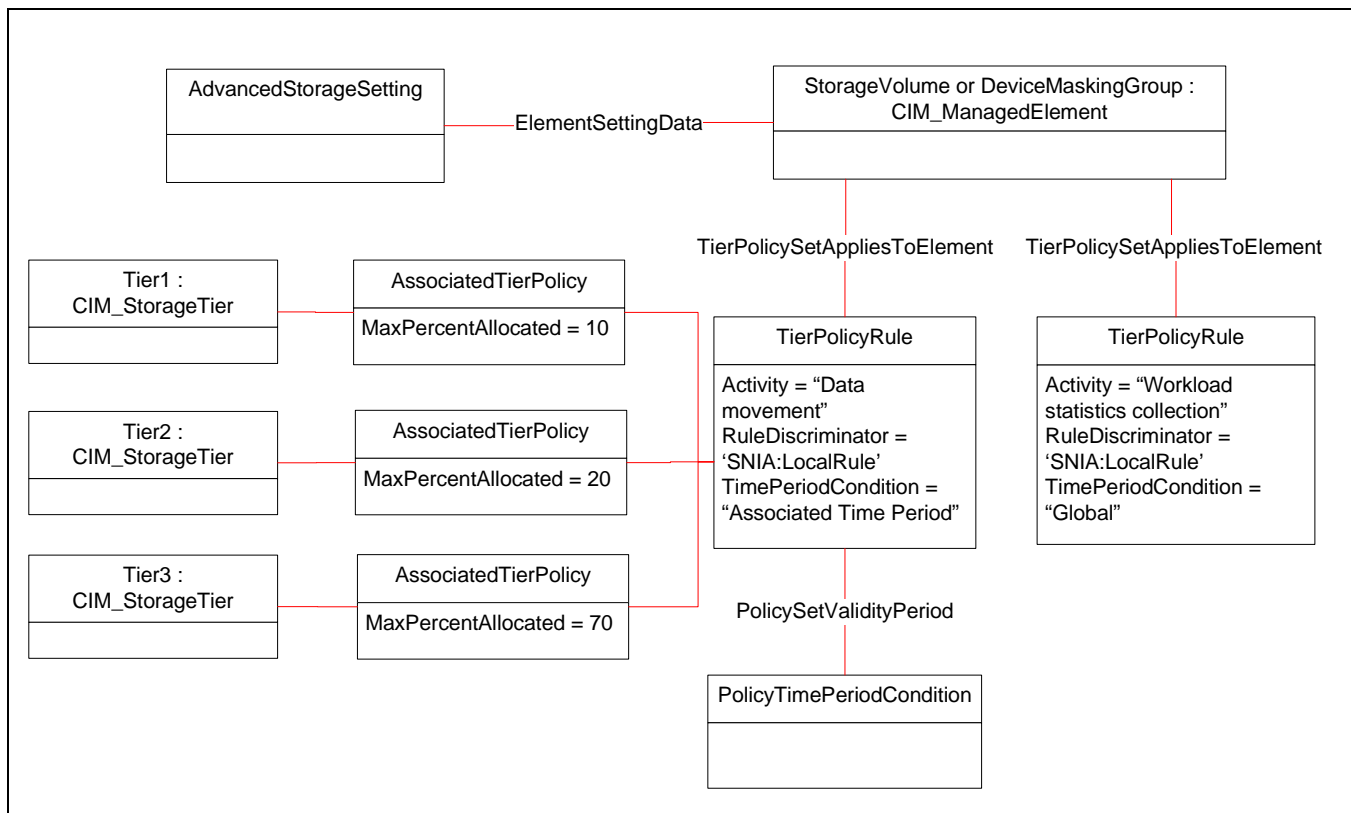 AdvancedStorageSetting
StorageVolume or DeviceMaskingGroup :
CIM_ManagedElement
ElementSettingData
TierPolicySetAppliesToElement
TierPolicySetAppliesToElement
Tier1 :
CIM_StorageTier
AssociatedTierPolicy
MaxPercentAllocated = 10
Tier2 :
CIM_StorageTier
AssociatedTierPolicy
MaxPercentAllocated = 20
Tier3 :
CIM_StorageTier
AssociatedTierPolicy
MaxPercentAllocated = 70
TierPolicyRule
Activity = “Data
movement”
RuleDiscriminator =
‘SNIA:LocalRule’
TimePeriodCondition =
“Associated Time Period”
TierPolicyRule
Activity = “Workload
statistics collection”
RuleDiscriminator =
‘SNIA:LocalRule’
TimePeriodCondition =
“Global”
PolicySetValidityPeriod
PolicyTimePeriodCondition